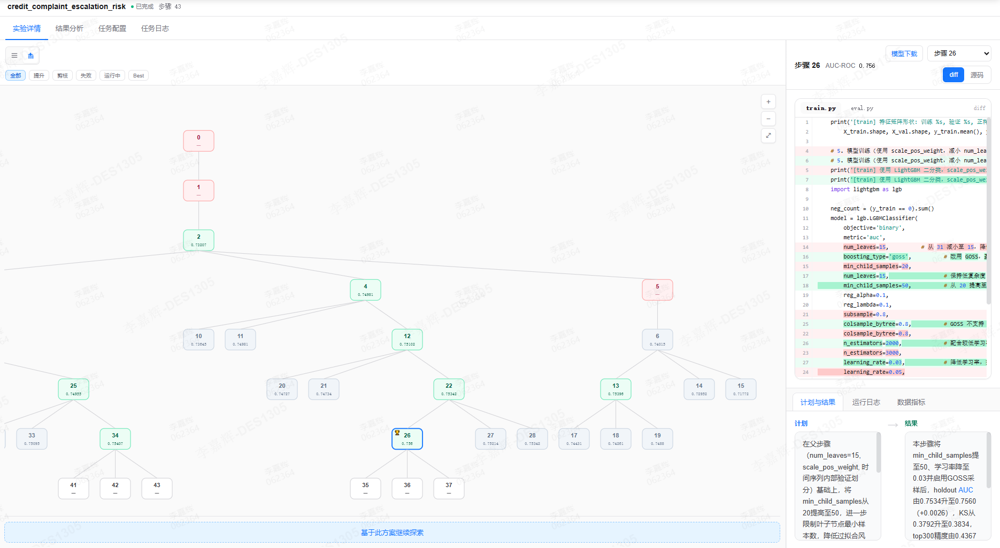 credit_complaint_escalation_risk 已完成 步骤 43
实验详情 结果分析 任务配置 任务日志
全部 提升 剪枝 失败 运行中 Best
0
—
1
—
2
0.73207
4
0.74981
5
—
10
0.73645
11
0.74981
12
0.75102
6
0.74015
25
0.74955
20
0.74727
21
0.74734
22
0.75342
13
0.75396
14
0.72952
15
0.71772
33
0.75095
34
0.75407
26
0.756
27
0.75214
28
0.75342
17
0.74431
18
0.74261
19
0.7488
41
—
42
—
43
—
35
—
36
—
37
—
基于此方案继续探索
模型下载 步骤 26
步骤 26 AUC-ROC 0.756
diff 源码
train.py eval.py diff
1 print('[train] 特征矩阵形状: 训练 %s, 验证 %s, 正样
2 X_train.shape, X_val.shape, y_train.mean(),
3
4 # 5. 模型训练（使用 scale_pos_weight，减小 num_lea
6 # 5. 模型训练（使用 scale_pos_weight，减小 num_lea
5 print('[train] 使用 LightGBM 二分类，scale_pos_wei
7 print('[train] 使用 LightGBM 二分类，scale_pos_wei
8 import lightgbm as lgb
9
10 neg_count = (y_train == 0).sum()
11 model = lgb.LGBMClassifier(
12 objective='binary',
13 metric='auc',
14 num_leaves=15, # 从 31 减小至 15，降
16 boosting_type='goss', # 改用 GOSS，
15 min_child_samples=20,
17 num_leaves=15, # 保持低复杂度
18 min_child_samples=50, # 从 20 提高至
19 reg_alpha=0.1,
20 reg_lambda=0.1,
21 subsample=0.8,
25 colsample_bytree=0.8, # GOSS 不支持
22 colsample_bytree=0.8,
26 n_estimators=2000, # 配合较低学习
23 n_estimators=3000,
27 learning_rate=0.03, # 降低学习率，
24 learning_rate=0.05,
计划与结果 运行日志 数据指标
计划 → 结果
在父步骤
（num_leaves=15,
scale_pos_weight, 时
间序列内部验证划
分）基础上，将
min_child_samples从
20提高至50，进一步
限制叶子节点最小样
本数，降低过拟合风
本步骤将
min_child_samples提
至50、学习率降至
0.03并启用GOSS采
样后，holdout AUC
由0.7534升至0.7560
（+0.0026），KS从
0.3792升至0.3834，
top300精度由0.4367
李嘉辉-DES1305
李嘉辉
062364